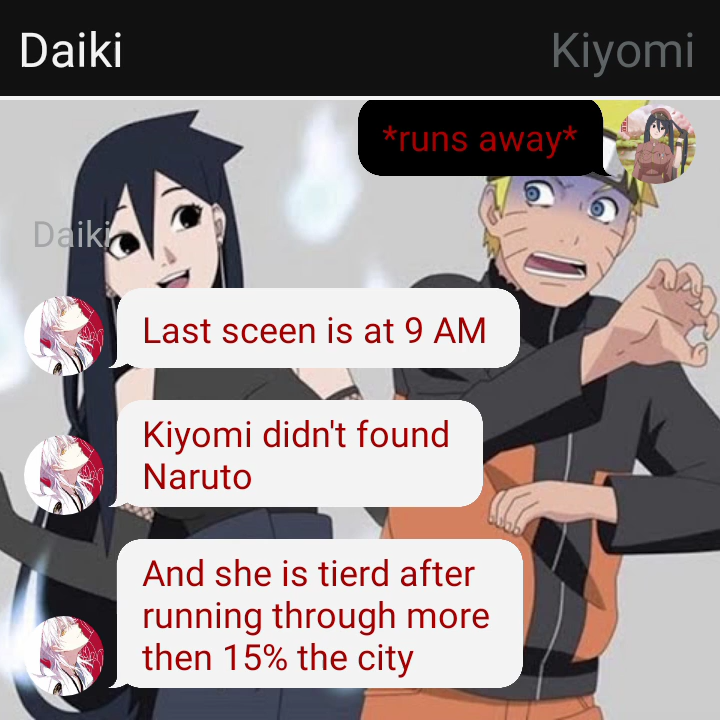 Daiki
Kiyomi
*runs away*
Daiki
Last sceen is at 9 AM
Kiyomi didn't found
Naruto
And she is tierd after
running through more
then 15% the city